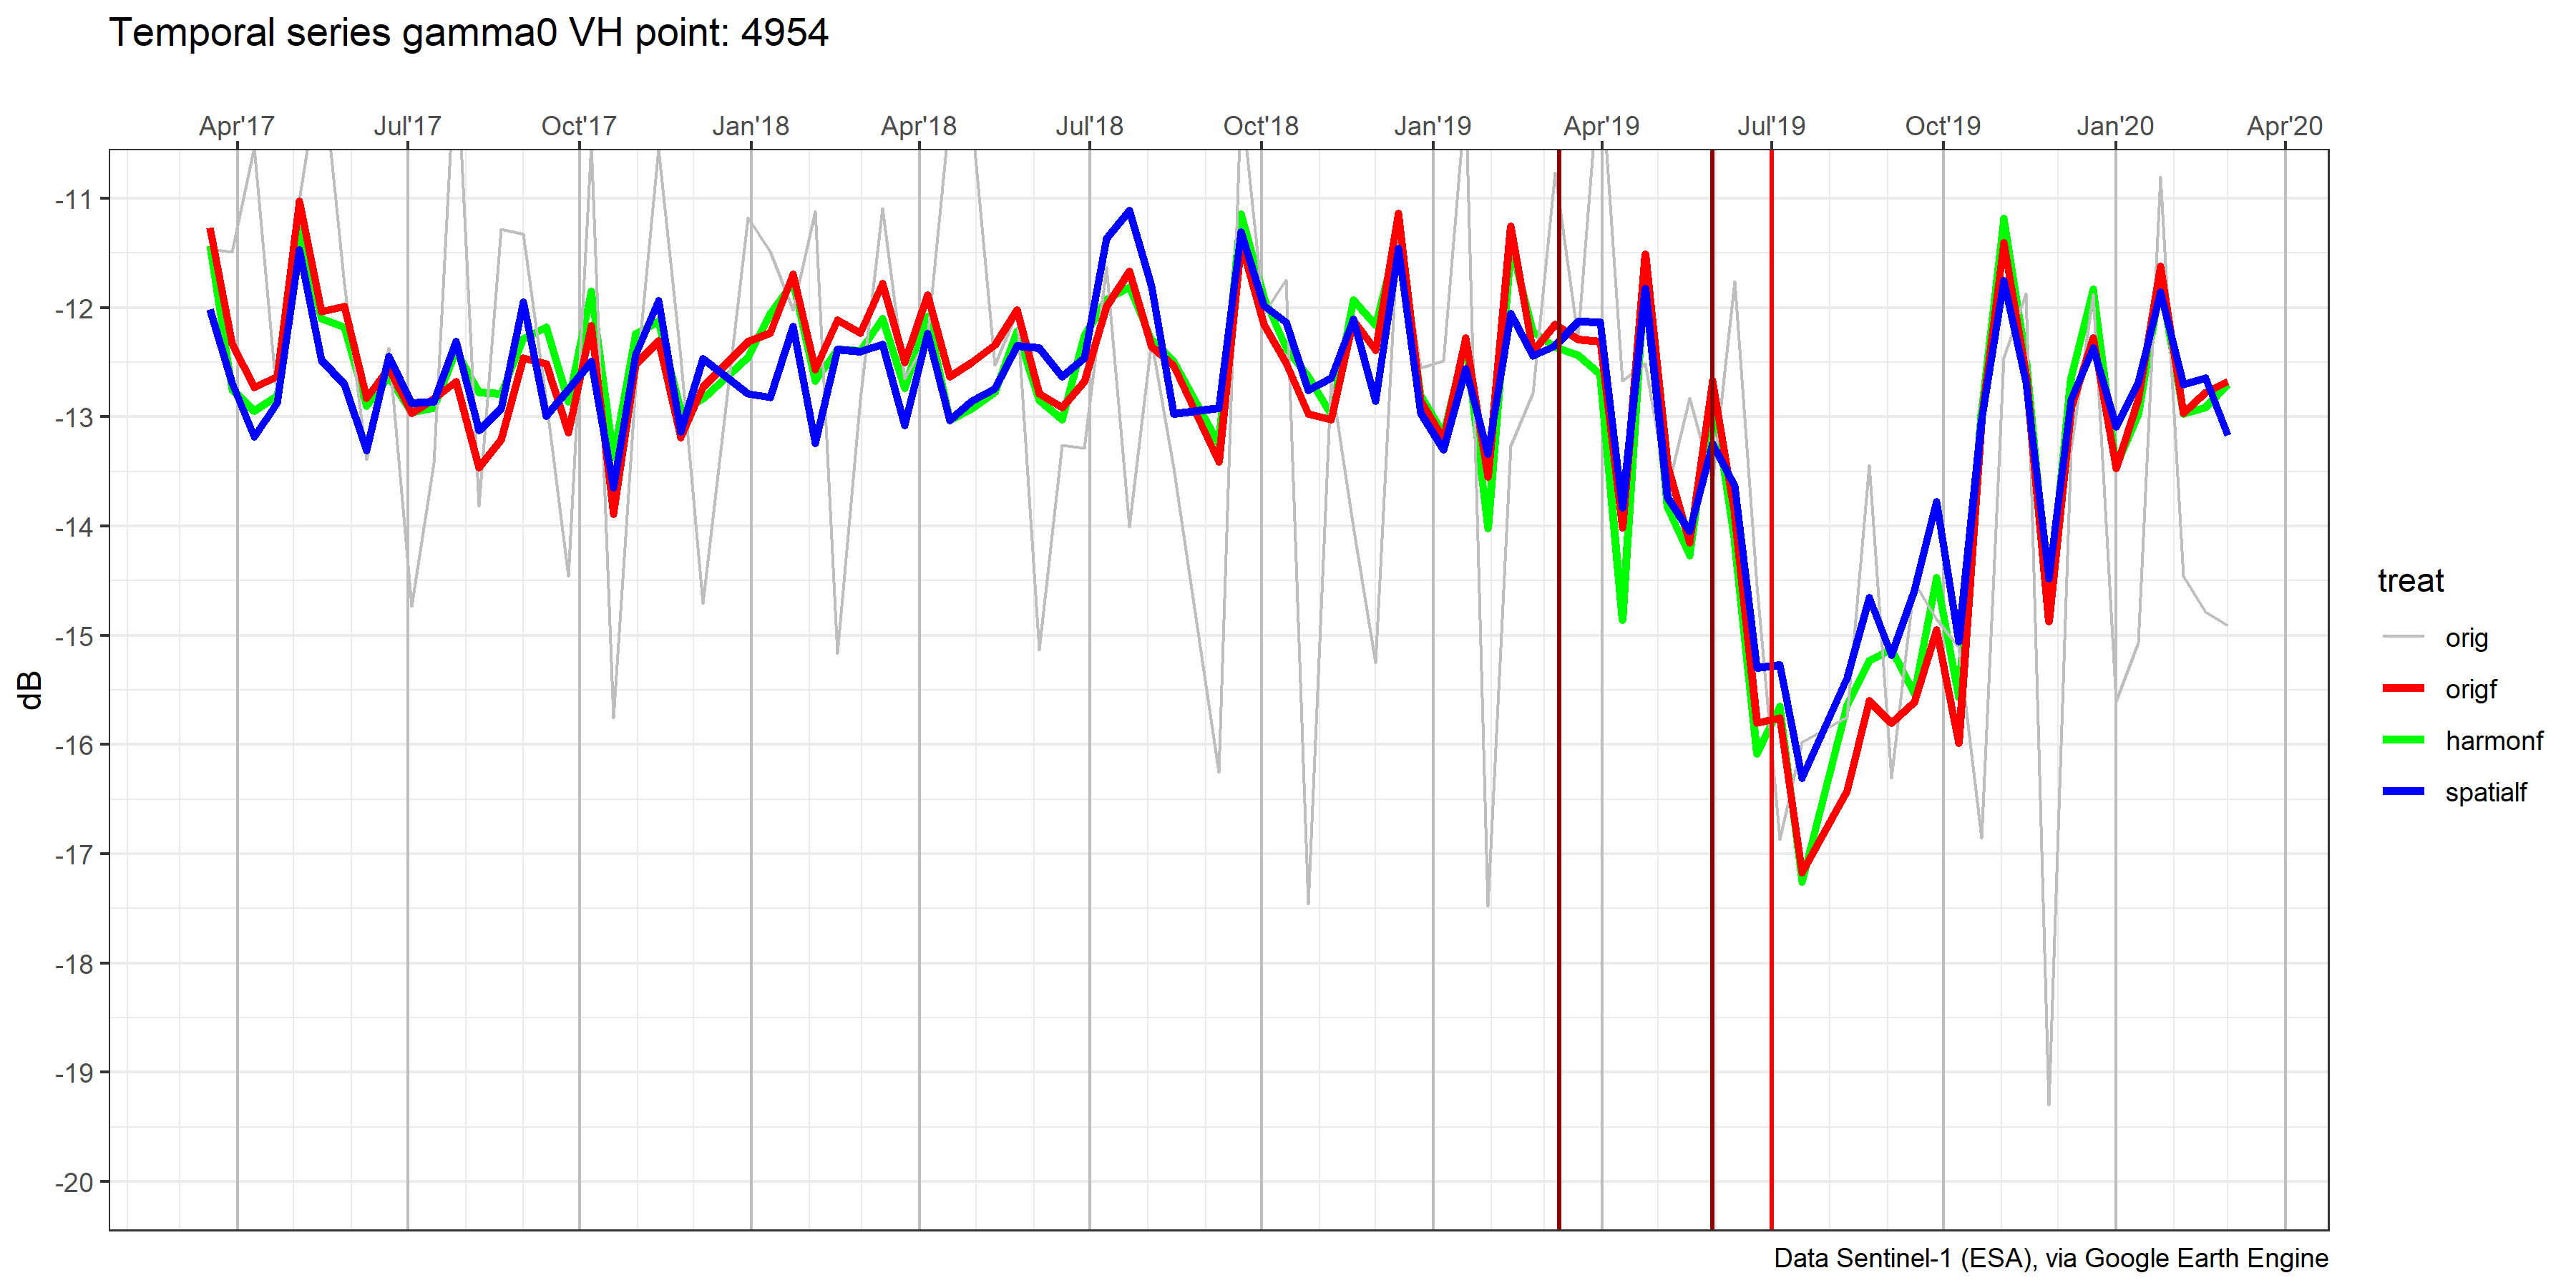 Temporal series gamma0 VH point: 4954
Apr'17 Jul'17 Oct'17 Jan'18 Apr'18 Jul'18 Oct'18 Jan'19 Apr'19 Jul'19 Oct'19 Jan'20 Apr'20
-11
-12
-13
-14
-15
-16
-17
-18
-19
-20
dB
treat
orig
origf
harmonf
spatialf
Data Sentinel-1 (ESA), via Google Earth Engine